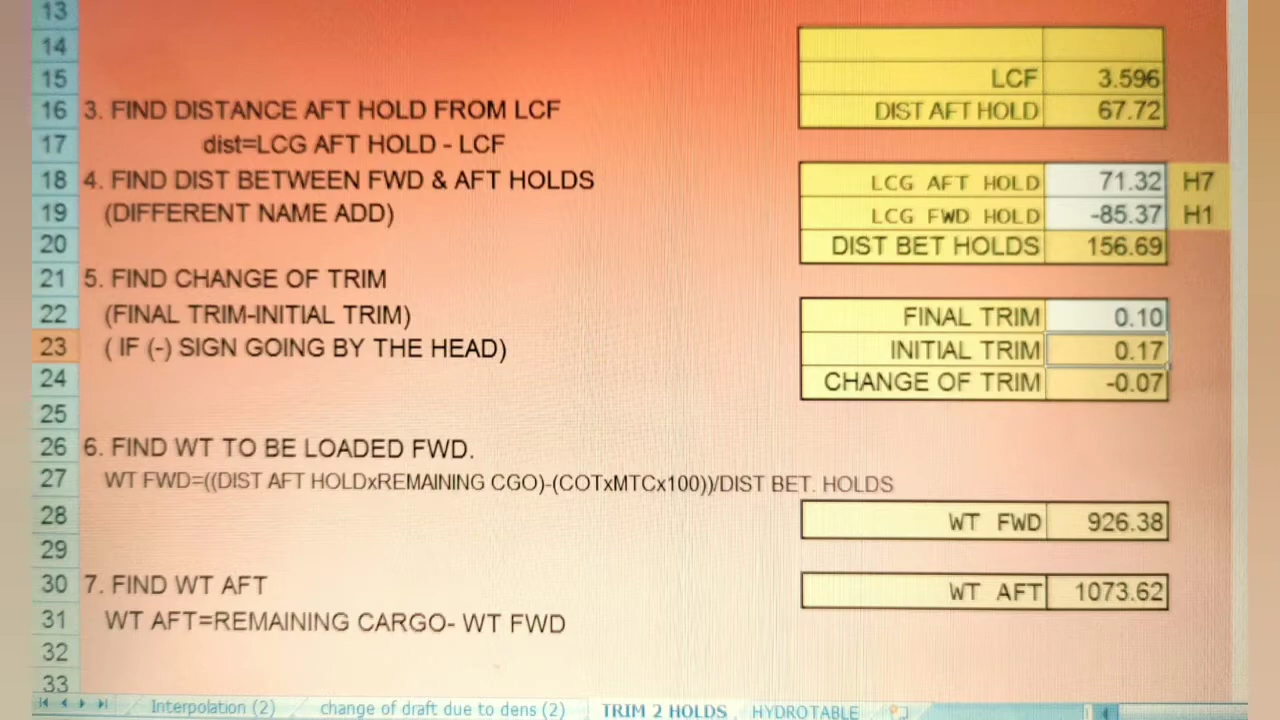 13
14
15 LCF 3.596
16 3. FIND DISTANCE AFT HOLD FROM LCF DIST AFT HOLD 67.72
17 dist=LCG AFT HOLD - LCF
18 4. FIND DIST BETWEEN FWD & AFT HOLDS LCG AFT HOLD 71.32 H7
19 (DIFFERENT NAME ADD) LCG FWD HOLD -85.37 H1
20 DIST BET HOLDS 156.69
21 5. FIND CHANGE OF TRIM
22 (FINAL TRIM-INITIAL TRIM) FINAL TRIM 0.10
23 ( IF (-) SIGN GOING BY THE HEAD) INITIAL TRIM 0.17
24 CHANGE OF TRIM -0.07
25
26 6. FIND WT TO BE LOADED FWD.
27 WT FWD=((DIST AFT HOLDxREMAINING CGO)-(COTxMTCx100))/DIST BET. HOLDS
28 WT FWD 926.38
29
30 7. FIND WT AFT WT AFT 1073.62
31 WT AFT=REMAINING CARGO- WT FWD
32
33
Interpolation (2) change of draft due to dens (2) TRIM 2 HOLDS HYDROTABLE